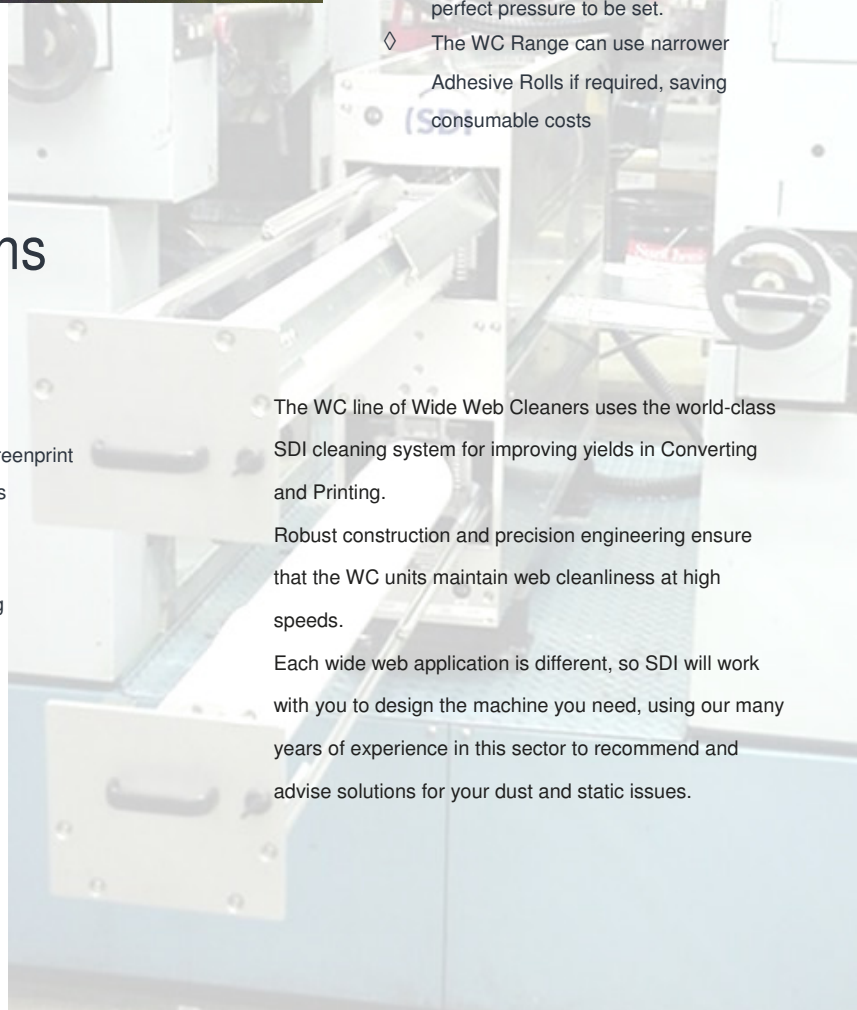 perfect pressure to be set.
◊ The WC Range can use narrower
Adhesive Rolls if required, saving
consumable costs
(SDI
ns
reenprint
s
g
The WC line of Wide Web Cleaners uses the world-class
SDI cleaning system for improving yields in Converting
and Printing.
Robust construction and precision engineering ensure
that the WC units maintain web cleanliness at high
speeds.
Each wide web application is different, so SDI will work
with you to design the machine you need, using our many
years of experience in this sector to recommend and
advise solutions for your dust and static issues.